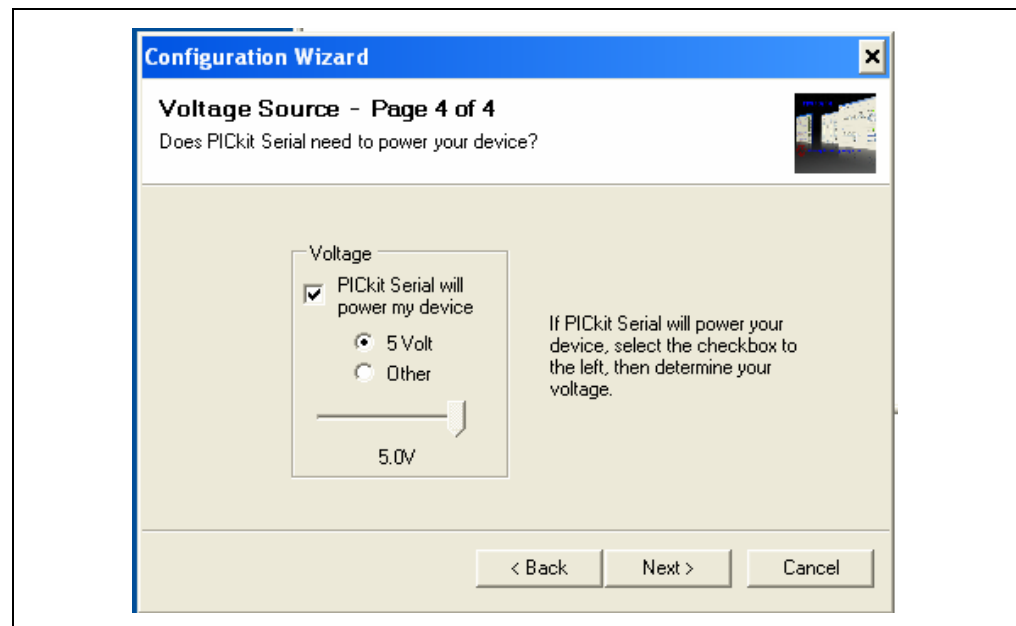 Configuration Wizard
Voltage Source - Page 4 of 4
Does PICkit Serial need to power your device?
Voltage
PICkit Serial will
power my device
5 Volt
Other
5.0V
If PICkit Serial will power your
device, select the checkbox to
the left, then determine your
voltage.
< Back
Next >
Cancel